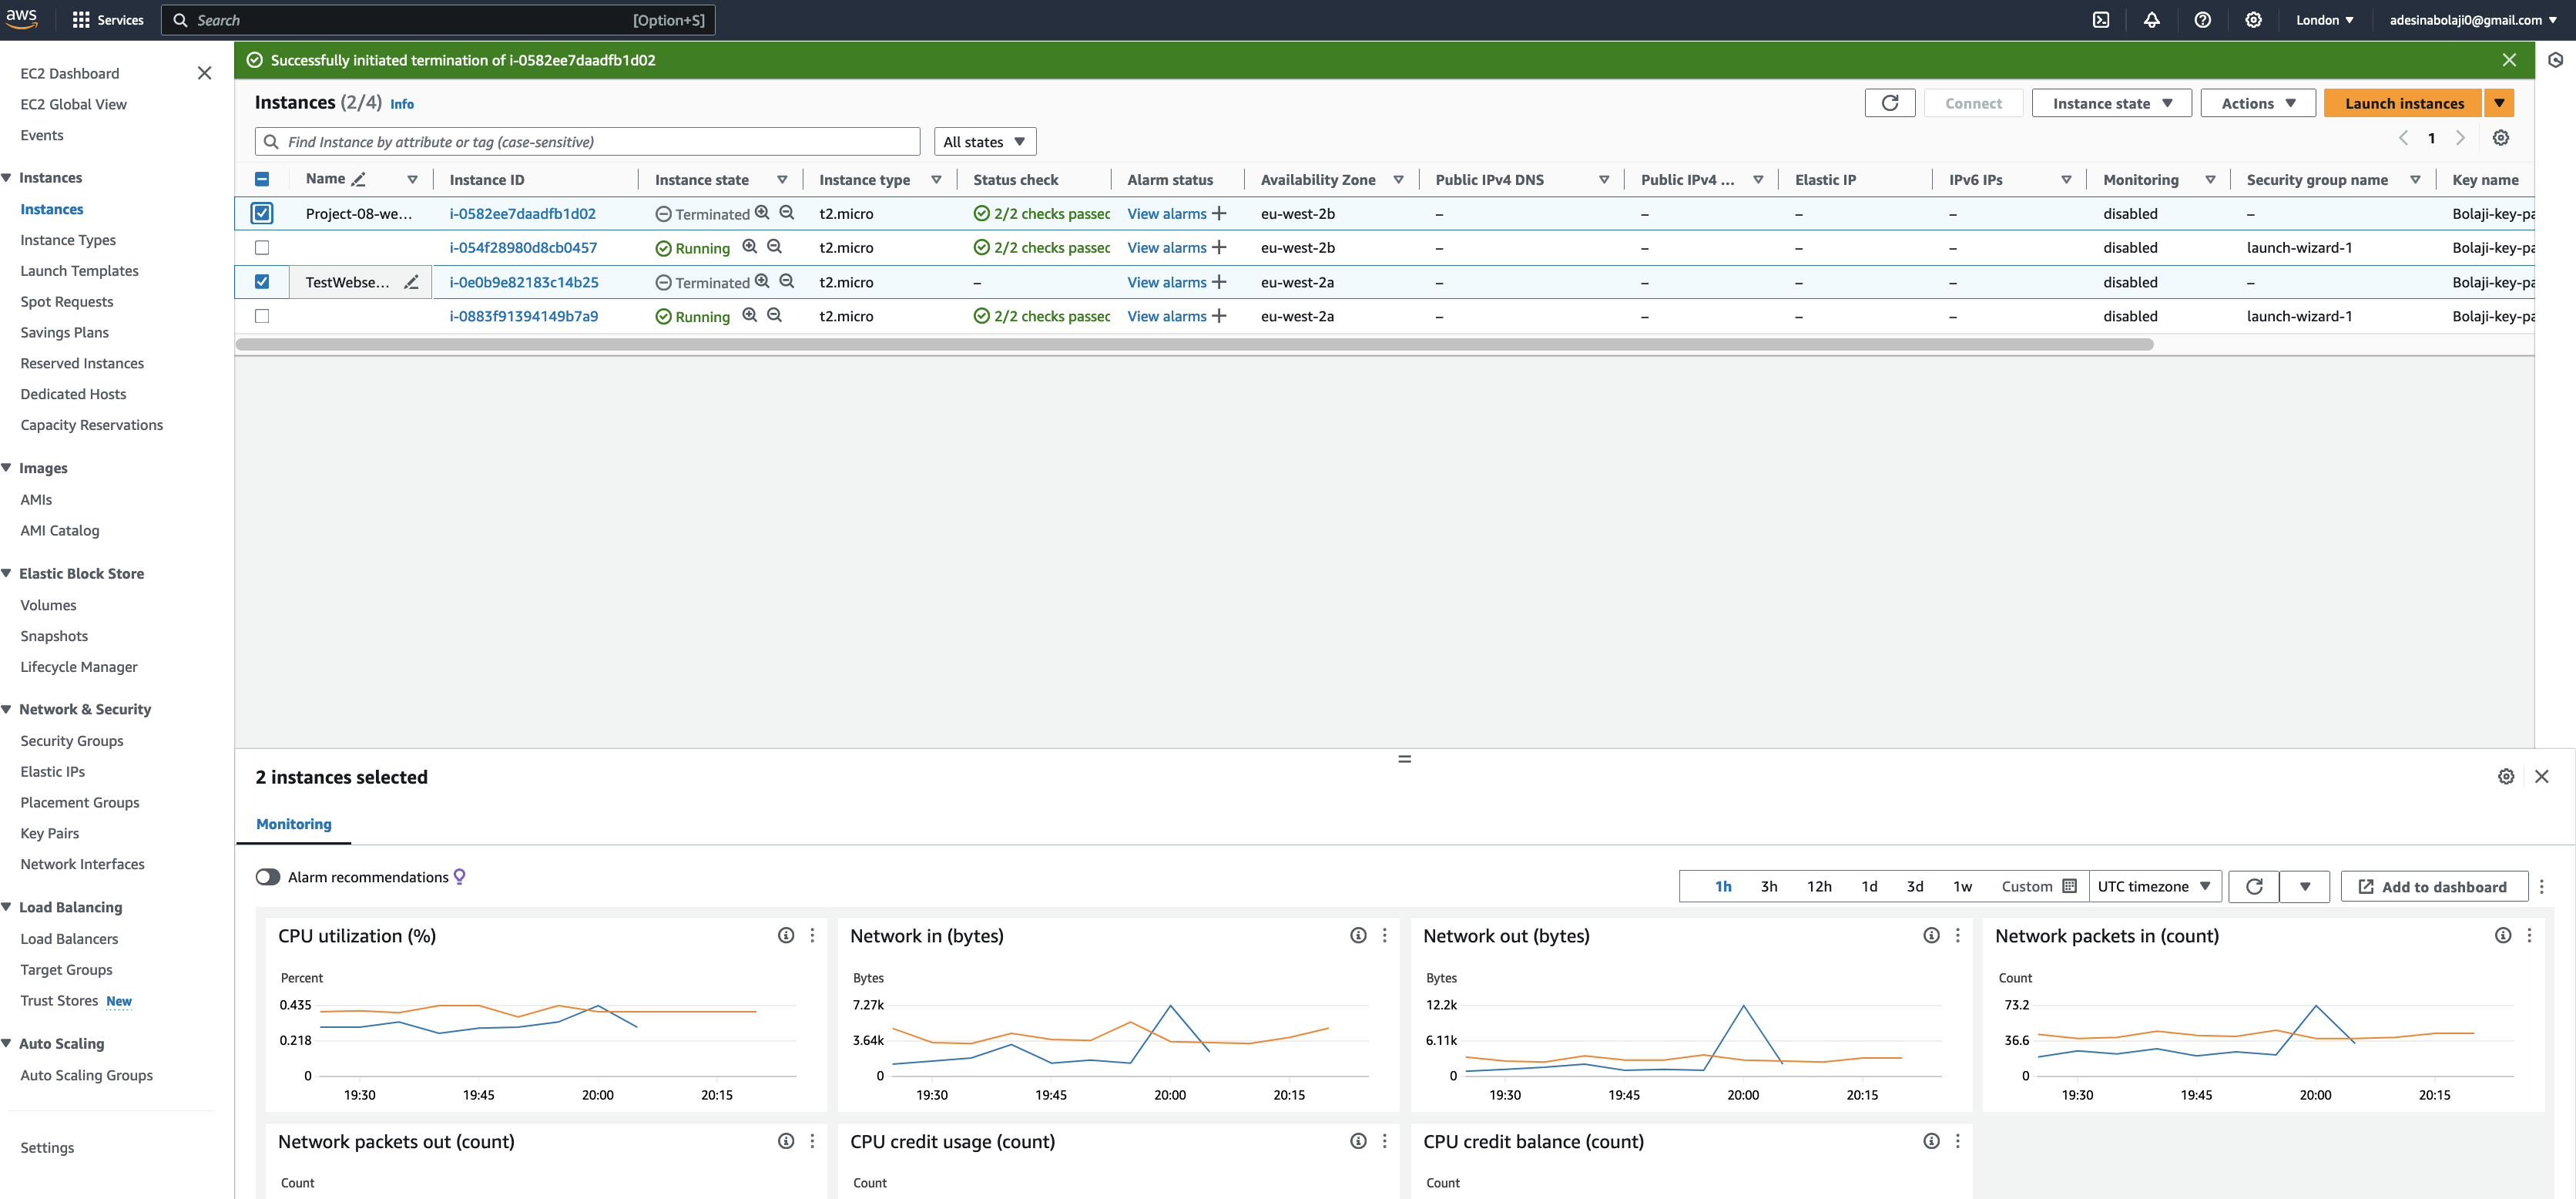 aws
Services
Search
[Option+S]
London
adesinabolaji0@gmail.com
EC2 Dashboard
EC2 Global View
Events
Instances
Instances
Instance Types
Launch Templates
Spot Requests
Savings Plans
Reserved Instances
Dedicated Hosts
Capacity Reservations
Images
AMIs
AMI Catalog
Elastic Block Store
Volumes
Snapshots
Lifecycle Manager
Network & Security
Security Groups
Elastic IPs
Placement Groups
Key Pairs
Network Interfaces
Load Balancing
Load Balancers
Target Groups
Trust Stores New
Auto Scaling
Auto Scaling Groups
Settings
Successfully initiated termination of i-0582ee7daadfb1d02
Instances (2/4) Info
Connect
Instance state
Actions
Launch instances
Find Instance by attribute or tag (case-sensitive)
All states
1
Name Instance ID Instance state Instance type Status check Alarm status Availability Zone Public IPv4 DNS Public IPv4 ... Elastic IP IPv6 IPs Monitoring Security group name Key name
Project-08-we... i-0582ee7daadfb1d02 Terminated t2.micro 2/2 checks passec View alarms + eu-west-2b – – – – disabled – Bolaji-key-pa
i-054f28980d8cb0457 Running t2.micro 2/2 checks passec View alarms + eu-west-2b – – – – disabled launch-wizard-1 Bolaji-key-pa
TestWebse... i-0e0b9e82183c14b25 Terminated t2.micro – View alarms + eu-west-2a – – – – disabled – Bolaji-key-pa
i-0883f91394149b7a9 Running t2.micro 2/2 checks passec View alarms + eu-west-2a – – – – disabled launch-wizard-1 Bolaji-key-pa
2 instances selected
Monitoring
Alarm recommendations
1h 3h 12h 1d 3d 1w Custom
UTC timezone
Add to dashboard
CPU utilization (%)
Percent
0.435
0.218
0
19:30 19:45 20:00 20:15
Network in (bytes)
Bytes
7.27k
3.64k
0
19:30 19:45 20:00 20:15
Network out (bytes)
Bytes
12.2k
6.11k
0
19:30 19:45 20:00 20:15
Network packets in (count)
Count
73.2
36.6
0
19:30 19:45 20:00 20:15
Network packets out (count)
Count
CPU credit usage (count)
Count
CPU credit balance (count)
Count